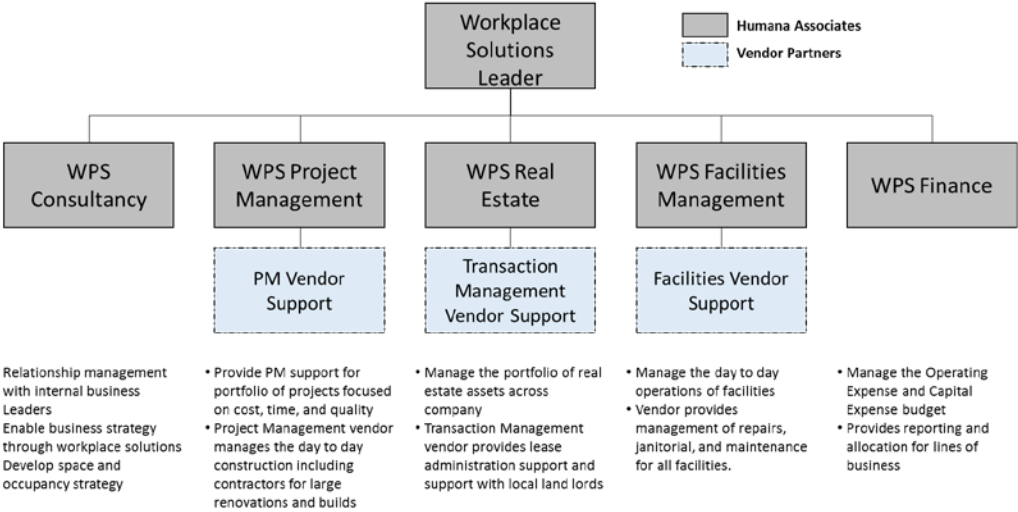 Workplace
Solutions
Leader
Humana Associates
Vendor Partners
WPS
Consultancy
WPS Project
Management
WPS Real
Estate
WPS Facilities
Management
WPS Finance
PM Vendor
Support
Transaction
Management
Vendor Support
Facilities Vendor
Support
Relationship management
with internal business
Leaders
Enable business strategy
through workplace solutions
Develop space and
occupancy strategy
• Provide PM support for
portfolio of projects focused
on cost, time, and quality
• Project Management vendor
manages the day to day
construction including
contractors for large
renovations and builds
• Manage the portfolio of real
estate assets across
company
• Transaction Management
vendor provides lease
administration support and
support with local land lords
• Manage the day to day
operations of facilities
• Vendor provides
management of repairs,
janitorial, and maintenance
for all facilities.
• Manage the Operating
Expense and Capital
Expense budget
• Provides reporting and
allocation for lines of
business